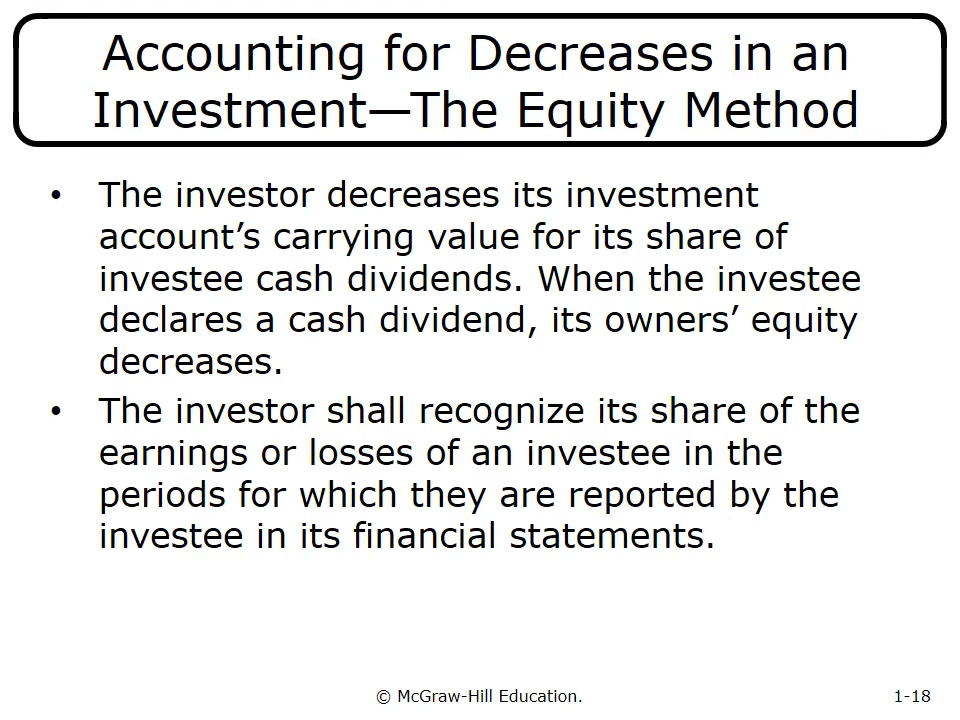 Accounting for Decreases in an
Investment—The Equity Method
• The investor decreases its investment
account’s carrying value for its share of
investee cash dividends. When the investee
declares a cash dividend, its owners’ equity
decreases.
• The investor shall recognize its share of the
earnings or losses of an investee in the
periods for which they are reported by the
investee in its financial statements.
© McGraw-Hill Education.
1-18